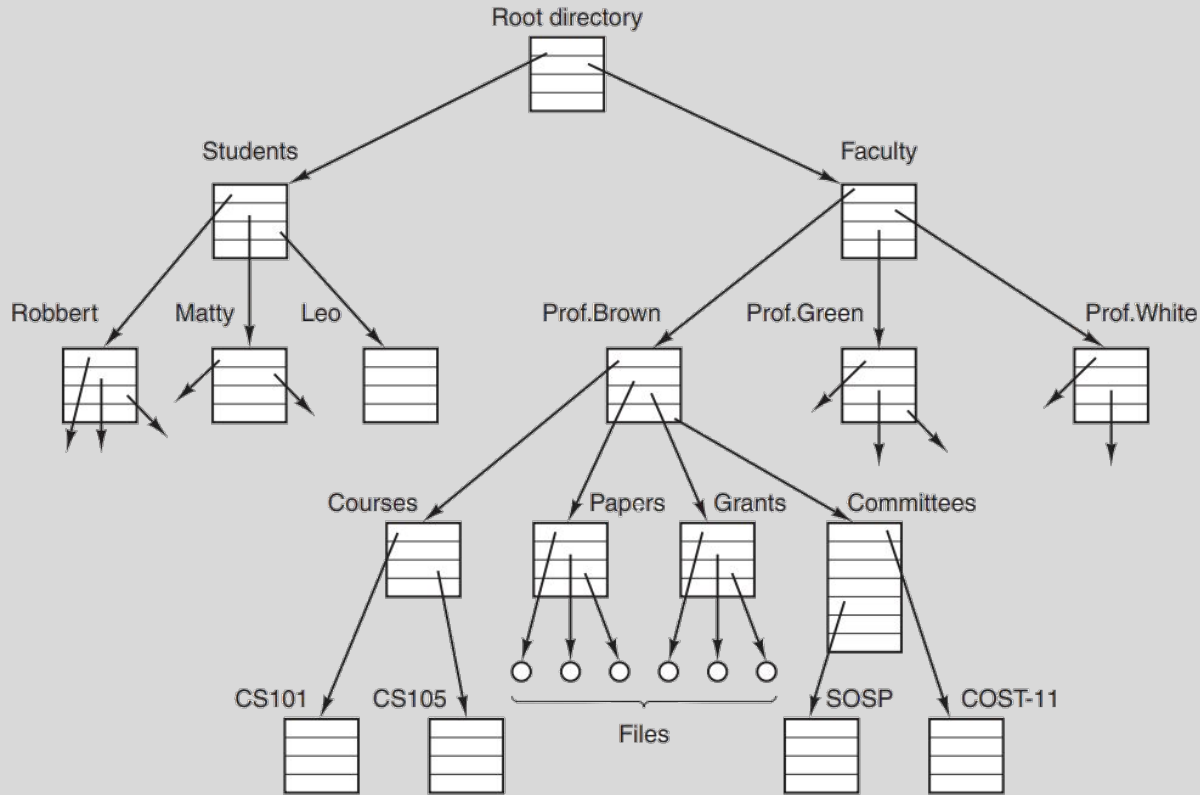 Root directory
Students
Faculty
Robbert
Matty
Leo
Prof.Brown
Prof.Green
Prof.White
Courses
Papers
Grants
Committees
CS101
CS105
SOSP
COST-11
Files